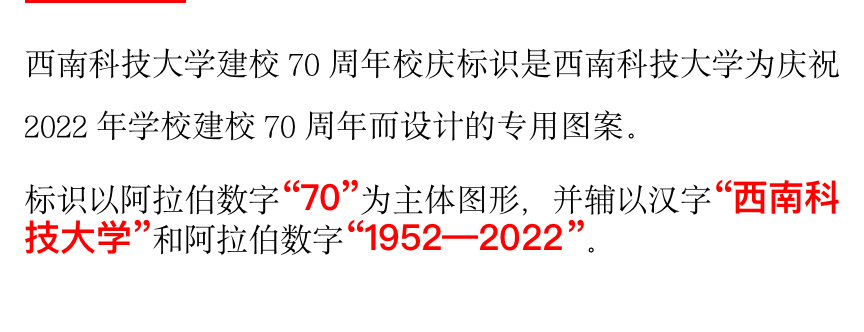 西南科技大学建校 70 周年校庆标识是西南科技大学为庆祝
2022 年学校建校 70 周年而设计的专用图案。
标识以阿拉伯数字“70”为主体图形，并辅以汉字“西南科
技大学”和阿拉伯数字“1952—2022”。